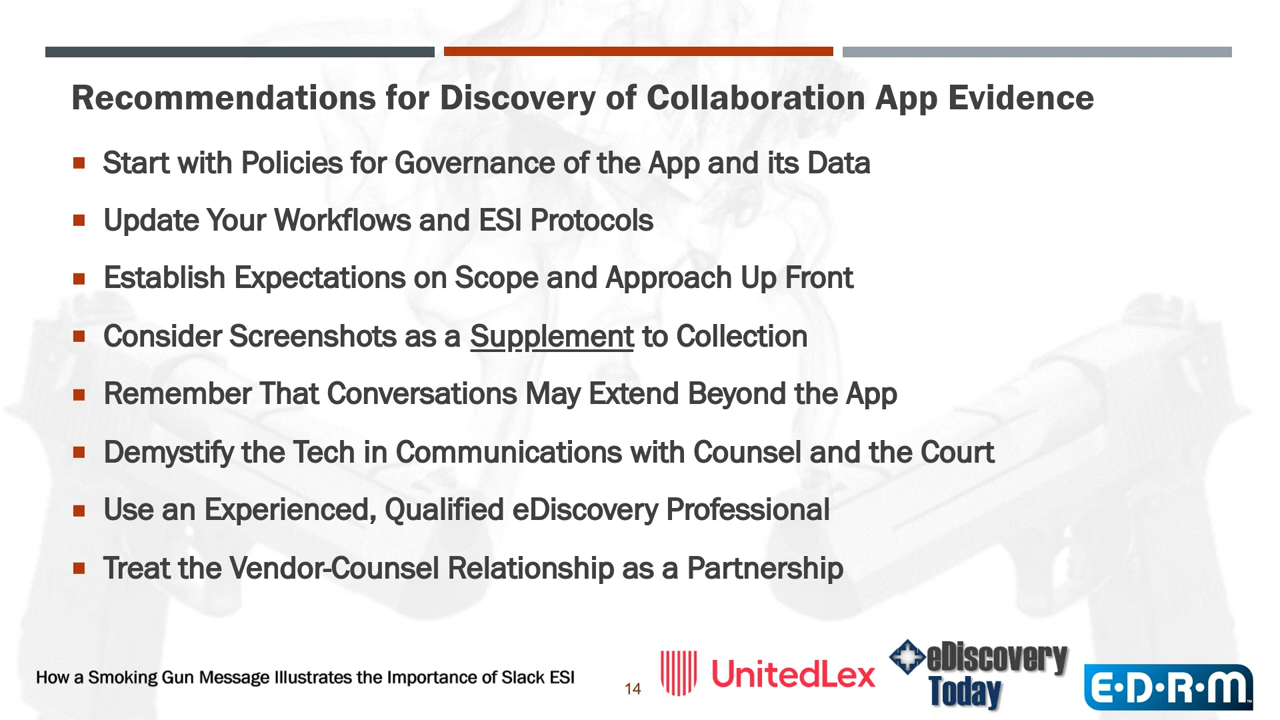 Recommendations for Discovery of Collaboration App Evidence
Start with Policies for Governance of the App and its Data
Update Your Workflows and ESI Protocols
Establish Expectations on Scope and Approach Up Front
Consider Screenshots as a Supplement to Collection
Remember That Conversations May Extend Beyond the App
Demystify the Tech in Communications with Counsel and the Court
Use an Experienced, Qualified eDiscovery Professional
Treat the Vendor-Counsel Relationship as a Partnership
How a Smoking Gun Message Illustrates the Importance of Slack ESI
14
UnitedLex
eDiscovery
Today
E·D·R·M™